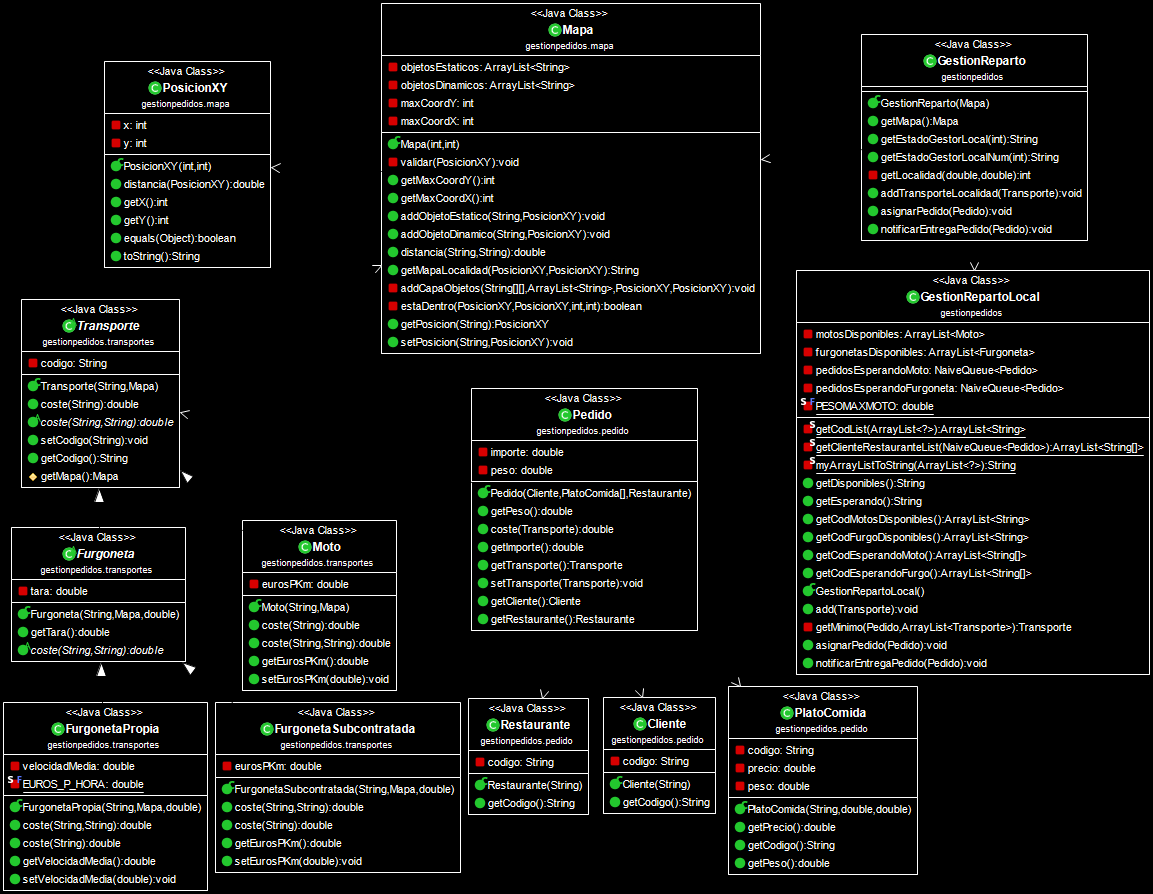 <<Java Class>>
PosicionXY
gestionpedidos.mapa
x: int
y: int
PosicionXY(int,int)
distancia(PosicionXY):double
getX():int
getY():int
equals(Object):boolean
toString():String
<<Java Class>>
Mapa
gestionpedidos.mapa
objetosEstaticos: ArrayList<String>
objetosDinamicos: ArrayList<String>
maxCoordY: int
maxCoordX: int
Mapa(int,int)
validar(PosicionXY):void
getMaxCoordY():int
getMaxCoordX():int
addObjetoEstatico(String,PosicionXY):void
addObjetoDinamico(String,PosicionXY):void
distancia(String,String):double
getMapaLocalidad(PosicionXY,PosicionXY):String
addCapaObjetos(String[][],ArrayList<String>,PosicionXY,PosicionXY):void
estaDentro(PosicionXY,PosicionXY,int,int):boolean
getPosicion(String):PosicionXY
setPosicion(String,PosicionXY):void
<<Java Class>>
GestionReparto
gestionpedidos
GestionReparto(Mapa)
getMapa():Mapa
getEstadoGestorLocal(int):String
getEstadoGestorLocalNum(int):String
getLocalidad(double,double):int
addTransporteLocalidad(Transporte):void
asignarPedido(Pedido):void
notificarEntregaPedido(Pedido):void
<<Java Class>>
GestionRepartoLocal
gestionpedidos
motosDisponibles: ArrayList<Moto>
furgonetasDisponibles: ArrayList<Furgoneta>
pedidosEsperandoMoto: NaiveQueue<Pedido>
pedidosEsperandoFurgoneta: NaiveQueue<Pedido>
PESOMAXMOTO: double
getCodList(ArrayList<?>):ArrayList<String>
getClienteRestauranteList(NaiveQueue<Pedido>):ArrayList<String[]>
myArrayListToString(ArrayList<?>):String
getDisponibles():String
getEsperando():String
getCodMotosDisponibles():ArrayList<String>
getCodFurgoDisponibles():ArrayList<String>
getCodEsperandoMoto():ArrayList<String[]>
getCodEsperandoFurgo():ArrayList<String[]>
GestionRepartoLocal()
add(Transporte):void
getMinimo(Pedido,ArrayList<Transporte>):Transporte
asignarPedido(Pedido):void
notificarEntregaPedido(Pedido):void
<<Java Class>>
Transporte
gestionpedidos.transportes
codigo: String
Transporte(String,Mapa)
coste(String):double
coste(String,String):double
setCodigo(String):void
getCodigo():String
getMapa():Mapa
<<Java Class>>
Pedido
gestionpedidos.pedido
importe: double
peso: double
Pedido(Cliente,PlatoComida[],Restaurante)
getPeso():double
coste(Transporte):double
getImporte():double
getTransporte():Transporte
setTransporte(Transporte):void
getCliente():Cliente
getRestaurante():Restaurante
<<Java Class>>
Furgoneta
gestionpedidos.transportes
tara: double
Furgoneta(String,Mapa,double)
getTara():double
coste(String,String):double
<<Java Class>>
Moto
gestionpedidos.transportes
eurosPKm: double
Moto(String,Mapa)
coste(String):double
coste(String,String):double
getEurosPKm():double
setEurosPKm(double):void
<<Java Class>>
FurgonetaPropia
gestionpedidos.transportes
velocidadMedia: double
EUROS_P_HORA: double
FurgonetaPropia(String,Mapa,double)
coste(String,String):double
coste(String):double
getVelocidadMedia():double
setVelocidadMedia(double):void
<<Java Class>>
FurgonetaSubcontratada
gestionpedidos.transportes
eurosPKm: double
FurgonetaSubcontratada(String,Mapa,double)
coste(String,String):double
coste(String):double
getEurosPKm():double
setEurosPKm(double):void
<<Java Class>>
Restaurante
gestionpedidos.pedido
codigo: String
Restaurante(String)
getCodigo():String
<<Java Class>>
Cliente
gestionpedidos.pedido
codigo: String
Cliente(String)
getCodigo():String
<<Java Class>>
PlatoComida
gestionpedidos.pedido
codigo: String
precio: double
peso: double
PlatoComida(String,double,double)
getPrecio():double
getCodigo():String
getPeso():double